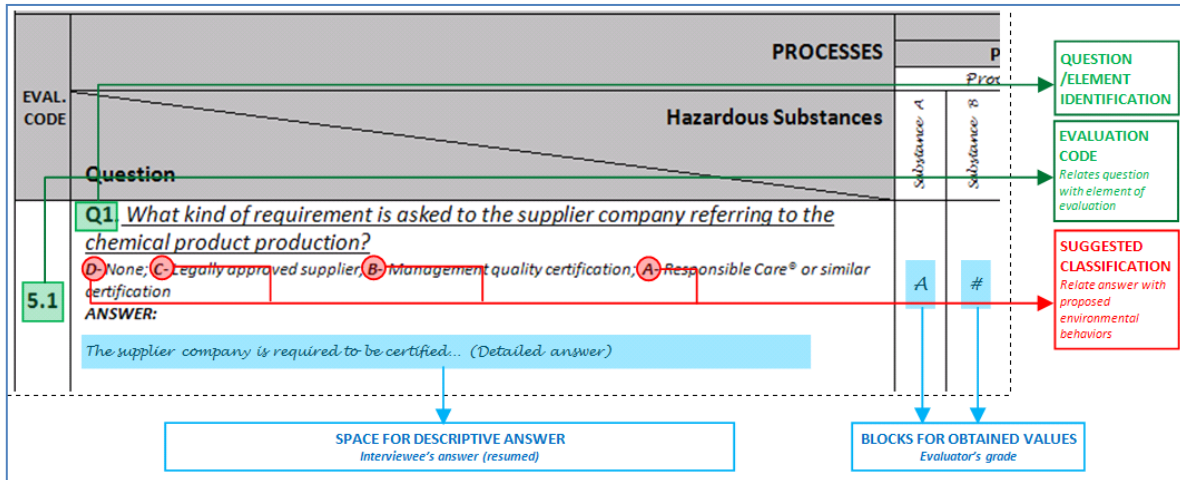 PROCESSES
P
Proc
EVAL.
CODE
Hazardous Substances
Substance A
Substance B
Question
Q1. What kind of requirement is asked to the supplier company referring to the
chemical product production?
D- None; C- Legally approved supplier; B- Management quality certification; A- Responsible Care® or similar
certification
5.1
ANSWER:
A
#
The supplier company is required to be certified... (Detailed answer)
QUESTION
/ELEMENT
IDENTIFICATION
EVALUATION
CODE
Relates question
with element of
evaluation
SUGGESTED
CLASSIFICATION
Relate answer with
proposed
environmental
behaviors
SPACE FOR DESCRIPTIVE ANSWER
Interviewee's answer (resumed)
BLOCKS FOR OBTAINED VALUES
Evaluator's grade